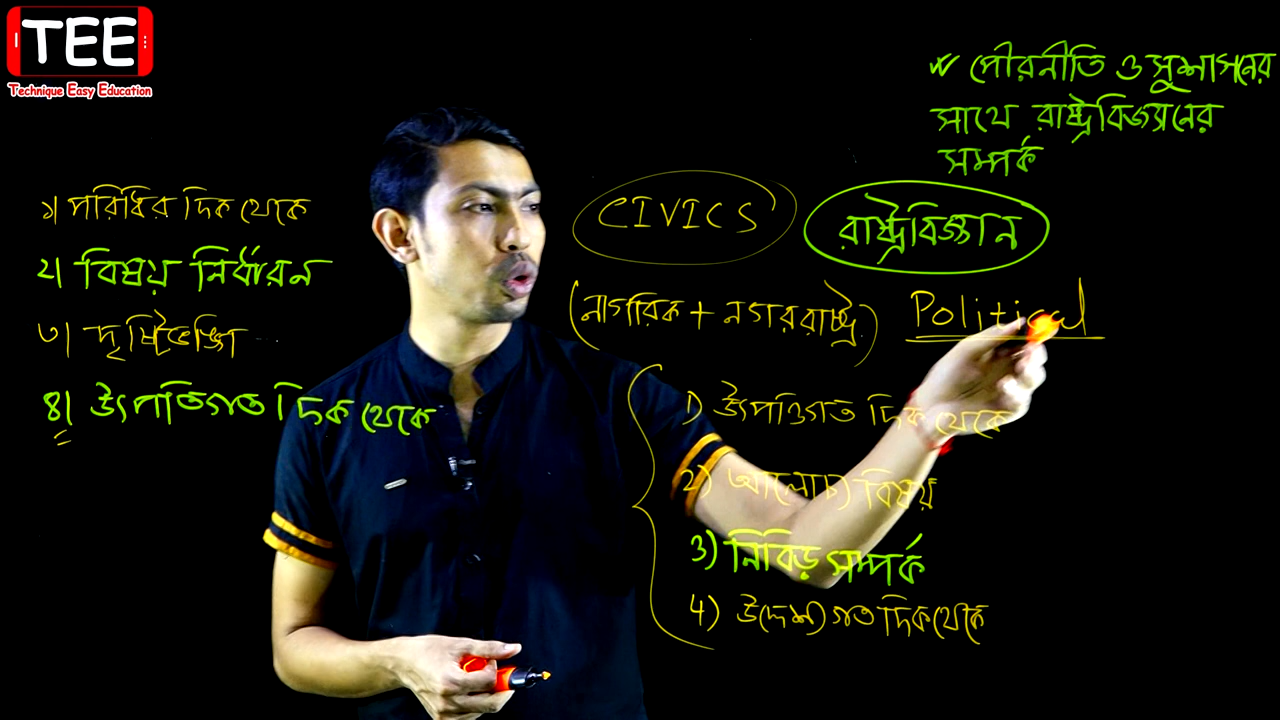 TEE
Technique Easy Education
পৌরনীতি ও সুশাসনের
সাথে রাষ্ট্রবিজ্ঞানের
সম্পর্ক
১। পরিধির দিক থেকে
২। বিষয় নির্ধারন
৩। দৃষ্টিভঙ্গি
৪। উৎপত্তিগত দিক থেকে
CIVICS
রাষ্ট্রবিজ্ঞান
(নাগরিক + নগররাষ্ট্র)
Political
1) উৎপত্তিগত দিক থেকে
2) আলোচ্য বিষয়
3) নিবিড় সম্পর্ক
4) উদ্দেশ্যগত দিক থেকে